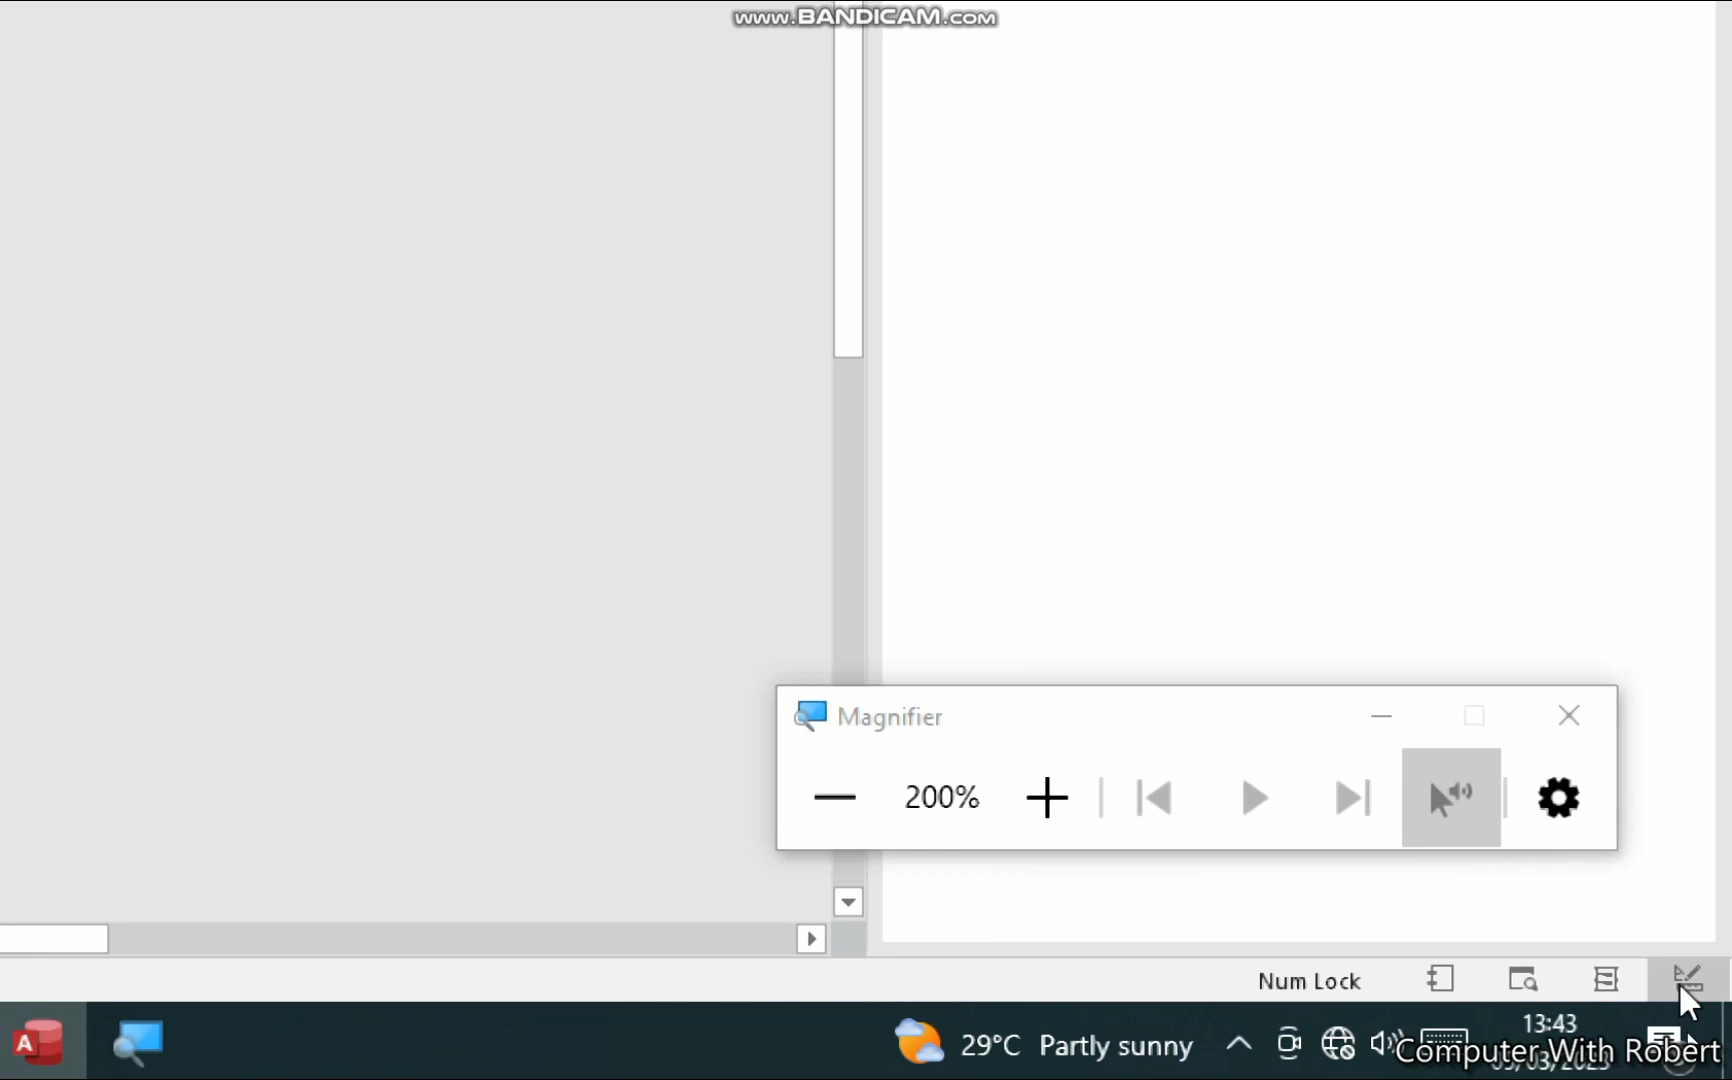 www.BANDICAM.com
Magnifier
200%
Num Lock
A
29°C Partly sunny
13:43
Computer With Robert